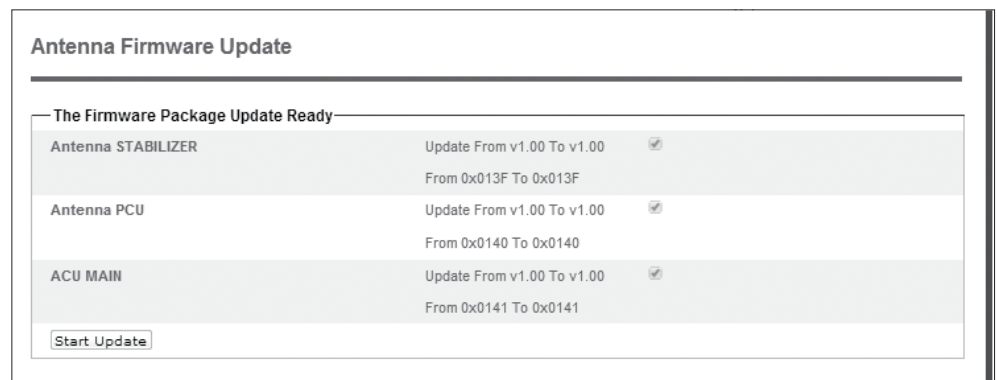 Antenna Firmware Update
The Firmware Package Update Ready
Antenna STABILIZER Update From v1.00 To v1.00
From 0x013F To 0x013F
Antenna PCU Update From v1.00 To v1.00
From 0x0140 To 0x0140
ACU MAIN Update From v1.00 To v1.00
From 0x0141 To 0x0141
Start Update